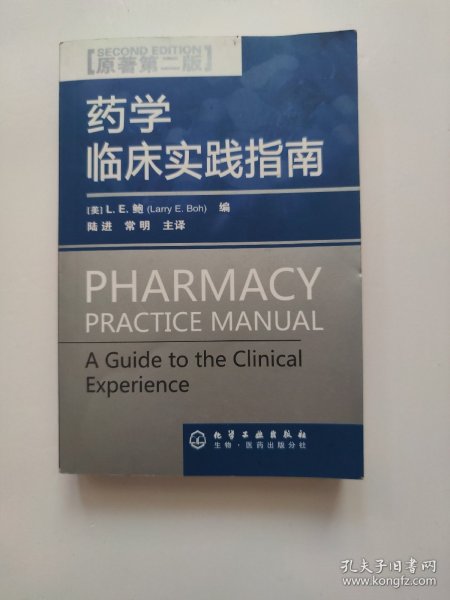 SECOND EDITION
[原著第二版]
药学
临床实践指南
[美] L. E. 鲍 (Larry E. Boh) 编
陆进 常明 主译
PHARMACY
PRACTICE MANUAL
A Guide to the Clinical
Experience
化学工业出版社
生物·医药出版分社
孔夫子旧书网
www.kongfz.com